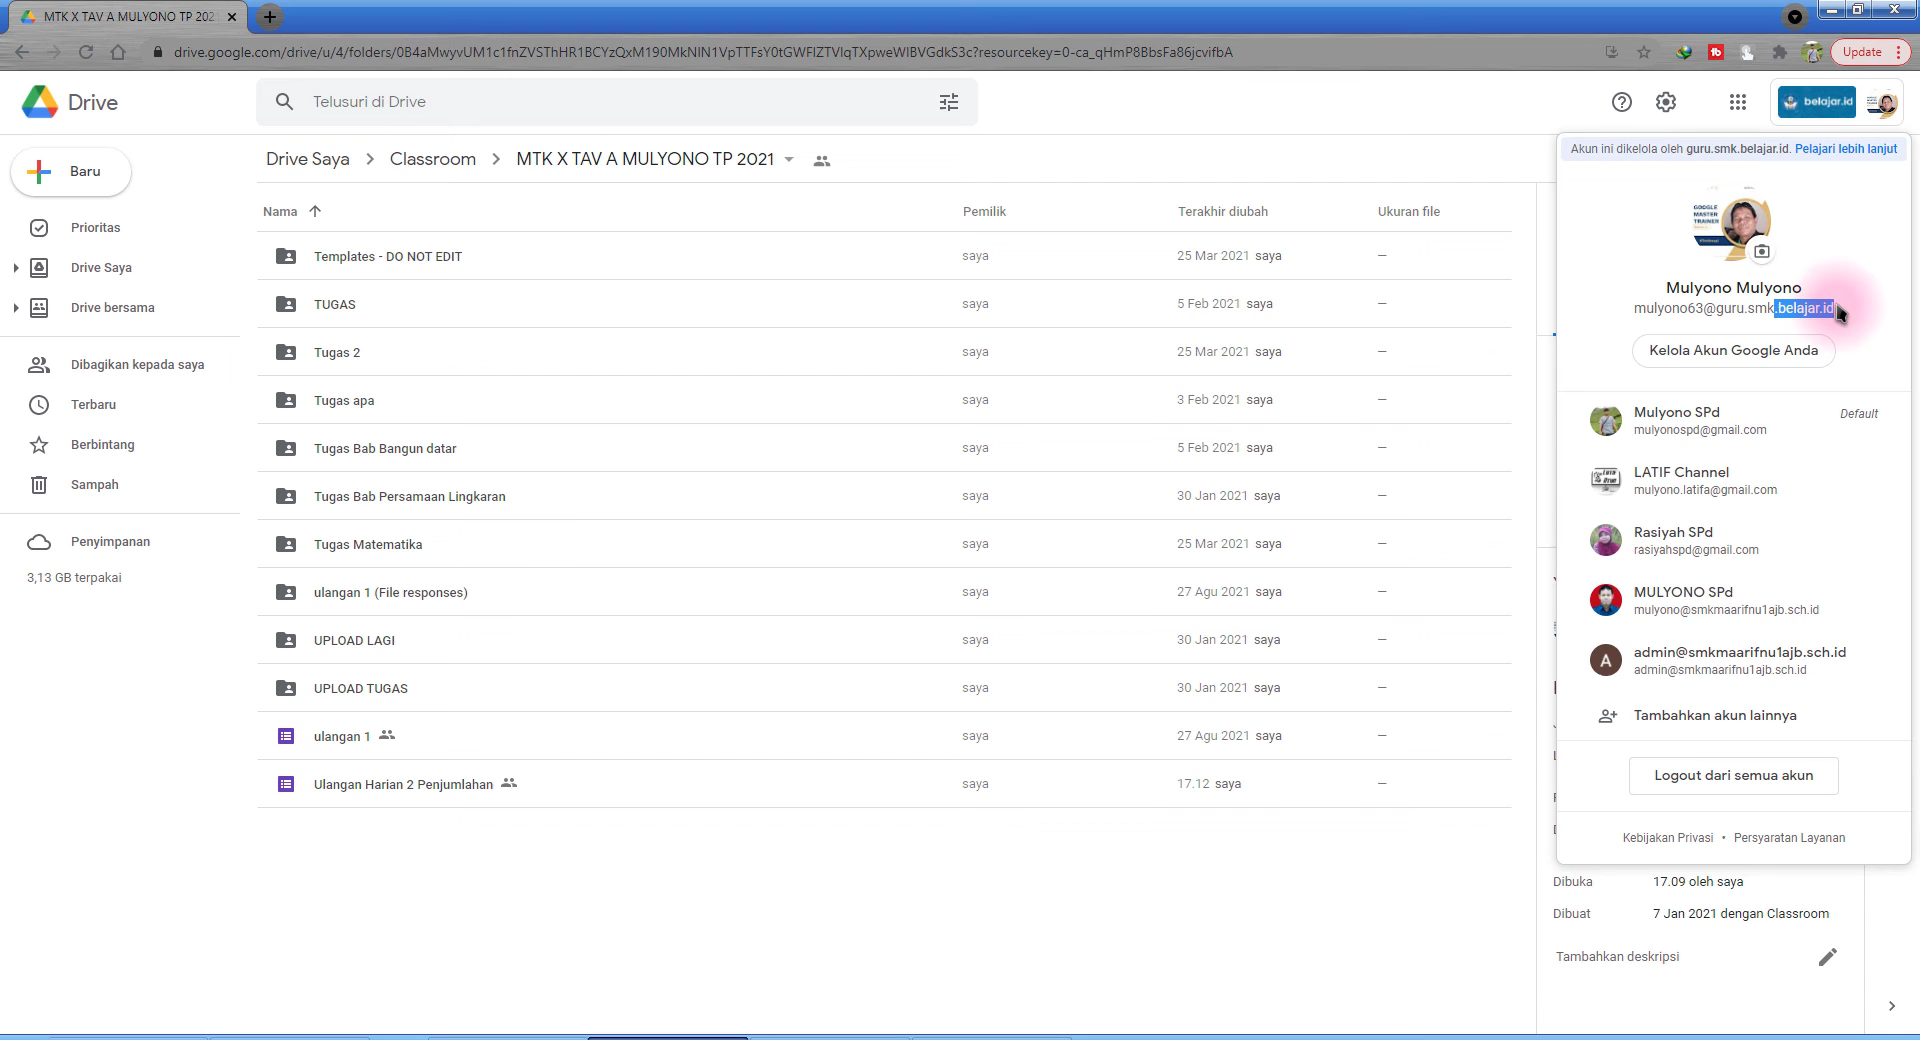 MTK X TAV A MULYONO TP 202
drive.google.com/drive/u/4/folders/0B4aMwyvUM1c1fnZVSThHR1BCYzQxM190MkNIN1VpTTFsY0tGWFlZTVlqTXpweWlBVGdkS3c?resourcekey=0-ca_qHmP8BbsFa86jcvifbA
Update
Drive
Telusuri di Drive
belajar.id
Drive Saya
Classroom
MTK X TAV A MULYONO TP 2021
Baru
Prioritas
Drive Saya
Drive bersama
Dibagikan kepada saya
Terbaru
Berbintang
Sampah
Penyimpanan
3,13 GB terpakai
Nama Pemilik Terakhir diubah Ukuran file
Templates - DO NOT EDIT saya 25 Mar 2021 saya —
TUGAS saya 5 Feb 2021 saya —
Tugas 2 saya 25 Mar 2021 saya —
Tugas apa saya 3 Feb 2021 saya —
Tugas Bab Bangun datar saya 5 Feb 2021 saya —
Tugas Bab Persamaan Lingkaran saya 30 Jan 2021 saya —
Tugas Matematika saya 25 Mar 2021 saya —
ulangan 1 (File responses) saya 27 Agu 2021 saya —
UPLOAD LAGI saya 30 Jan 2021 saya —
UPLOAD TUGAS saya 30 Jan 2021 saya —
ulangan 1 saya 27 Agu 2021 saya —
Ulangan Harian 2 Penjumlahan saya 17.12 saya —
Akun ini dikelola oleh guru.smk.belajar.id. Pelajari lebih lanjut
GOOGLE
MASTER
TRAINER
Mulyono Mulyono
mulyono63@guru.smk.belajar.id
Kelola Akun Google Anda
Mulyono SPd Default
mulyonospd@gmail.com
LATIF Channel
mulyono.latifa@gmail.com
Rasiyah SPd
rasiyahspd@gmail.com
MULYONO SPd
mulyono@smkmaarifnu1ajb.sch.id
A
admin@smkmaarifnu1ajb.sch.id
admin@smkmaarifnu1ajb.sch.id
Tambahkan akun lainnya
Logout dari semua akun
Kebijakan Privasi • Persyaratan Layanan
Dibuka 17.09 oleh saya
Dibuat 7 Jan 2021 dengan Classroom
Tambahkan deskripsi